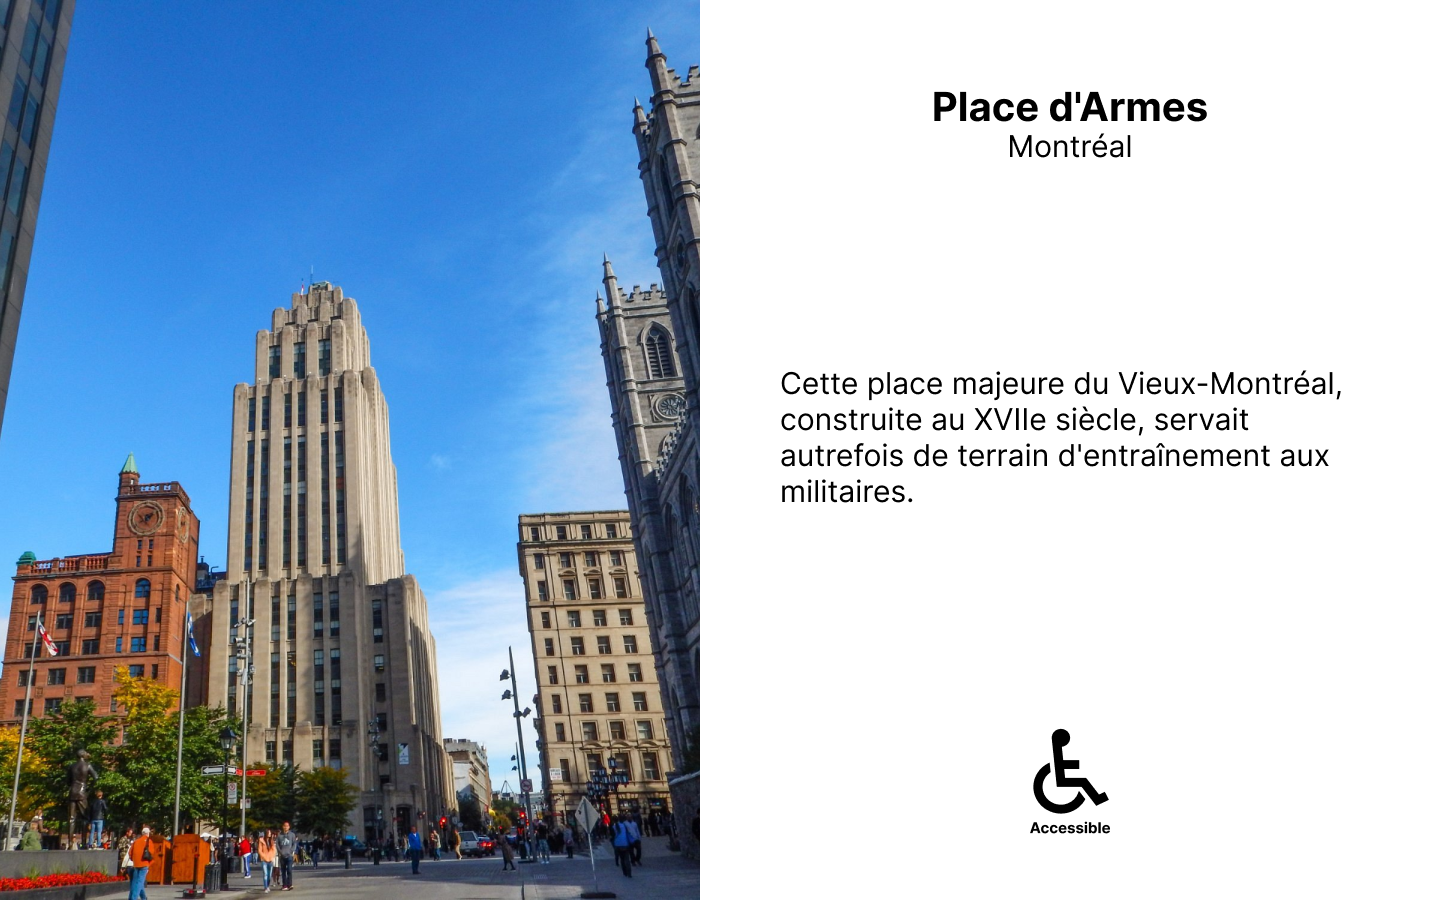 Place d'Armes
Montréal
Cette place majeure du Vieux-Montréal,
construite au XVIIe siècle, servait
autrefois de terrain d'entraînement aux
militaires.
Accessible